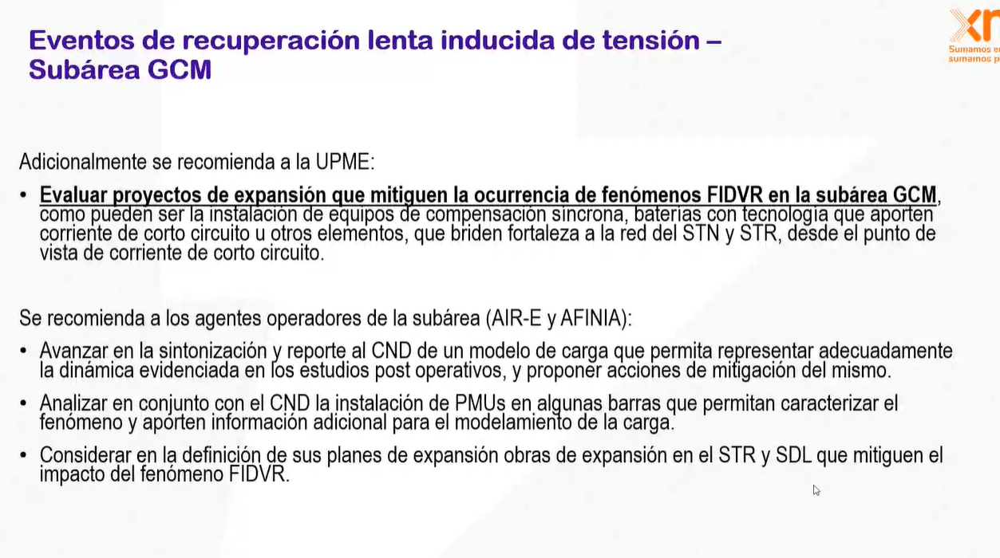 Eventos de recuperación lenta inducida de tensión –
Subárea GCM
xm
Sumamos e
sumamos p
Adicionalmente se recomienda a la UPME:
• Evaluar proyectos de expansión que mitiguen la ocurrencia de fenómenos FIDVR en la subárea GCM,
como pueden ser la instalación de equipos de compensación síncrona, baterías con tecnología que aporten
corriente de corto circuito u otros elementos, que briden fortaleza a la red del STN y STR, desde el punto de
vista de corriente de corto circuito.
Se recomienda a los agentes operadores de la subárea (AIR-E y AFINIA):
• Avanzar en la sintonización y reporte al CND de un modelo de carga que permita representar adecuadamente
la dinámica evidenciada en los estudios post operativos, y proponer acciones de mitigación del mismo.
• Analizar en conjunto con el CND la instalación de PMUs en algunas barras que permitan caracterizar el
fenómeno y aporten información adicional para el modelamiento de la carga.
• Considerar en la definición de sus planes de expansión obras de expansión en el STR y SDL que mitiguen el
impacto del fenómeno FIDVR.